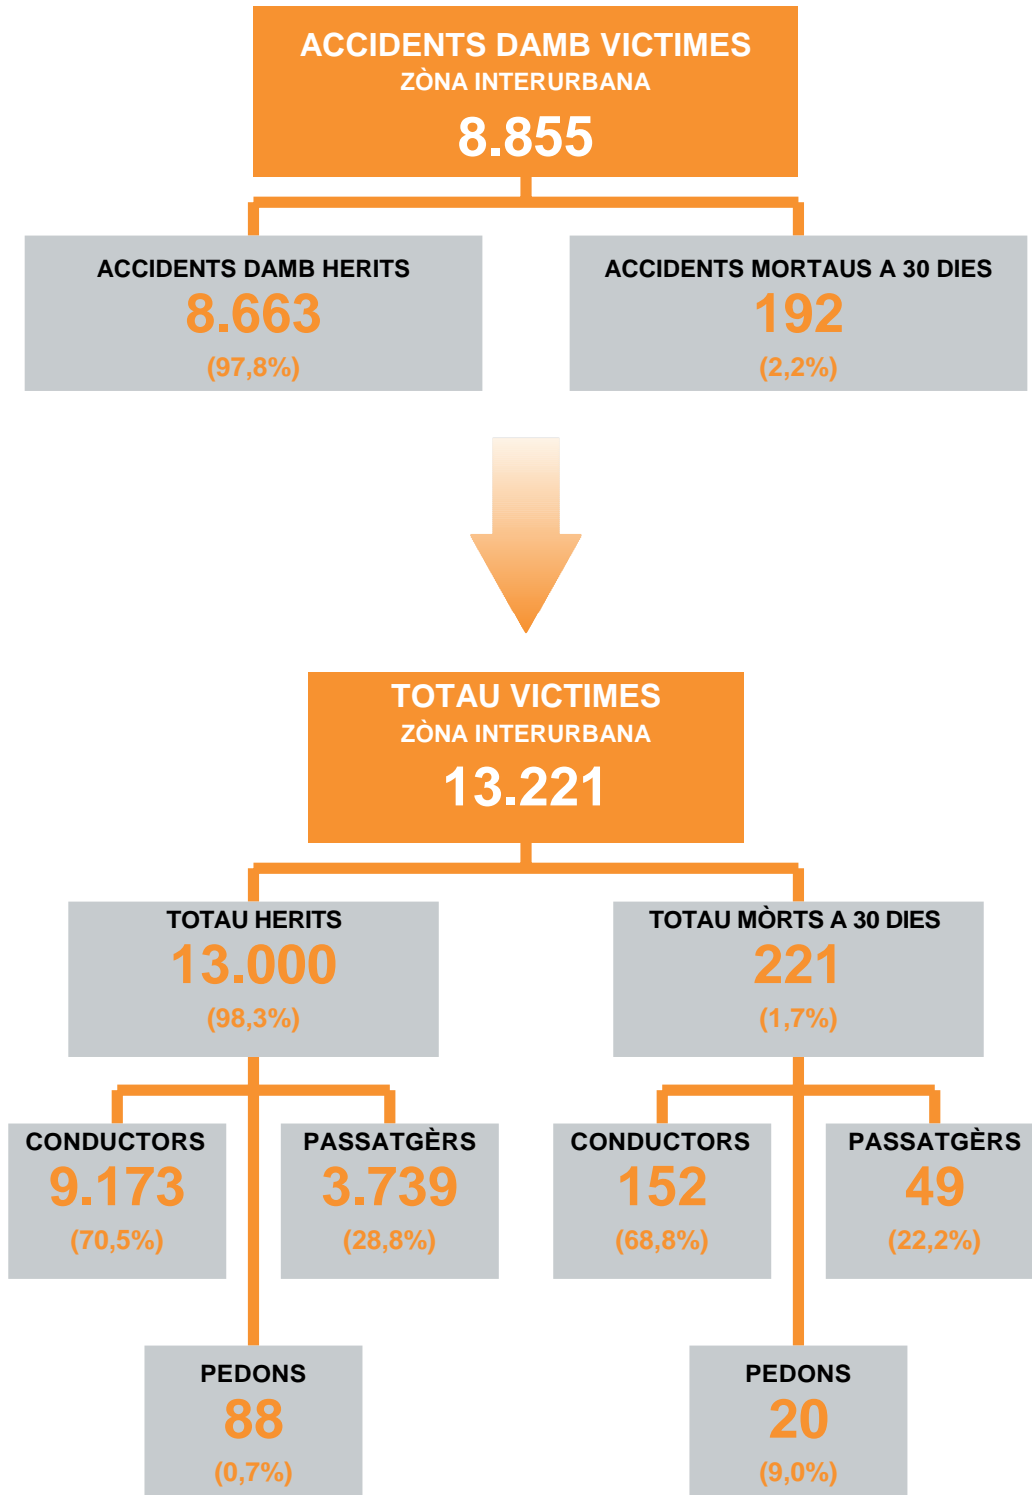 ACCIDENTS DAMB VICTIMES
ZÒNA INTERURBANA
8.855
ACCIDENTS DAMB HERITS
8.663
(97,8%)
ACCIDENTS MORTAUS A 30 DIES
192
(2,2%)
TOTAU VICTIMES
ZÒNA INTERURBANA
13.221
TOTAU HERITS
13.000
(98,3%)
TOTAU MÒRTS A 30 DIES
221
(1,7%)
CONDUCTORS
9.173
(70,5%)
PASSATGÈRS
3.739
(28,8%)
CONDUCTORS
152
(68,8%)
PASSATGÈRS
49
(22,2%)
PEDONS
88
(0,7%)
PEDONS
20
(9,0%)